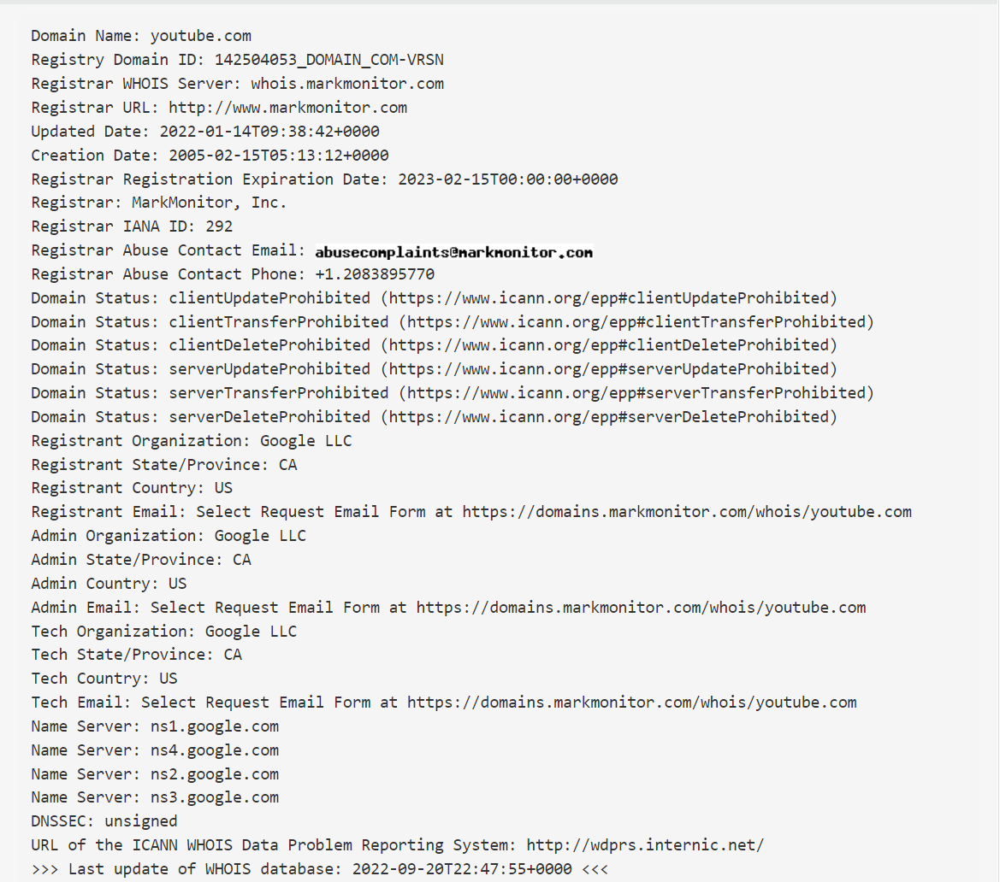 Domain Name: youtube.com
Registry Domain ID: 142504053_DOMAIN_COM-VRSN
Registrar WHOIS Server: whois.markmonitor.com
Registrar URL: http://www.markmonitor.com
Updated Date: 2022-01-14T09:38:42+0000
Creation Date: 2005-02-15T05:13:12+0000
Registrar Registration Expiration Date: 2023-02-15T00:00:00+0000
Registrar: MarkMonitor, Inc.
Registrar IANA ID: 292
Registrar Abuse Contact Email: abusecomplaints@markmonitor.com
Registrar Abuse Contact Phone: +1.2083895770
Domain Status: clientUpdateProhibited (https://www.icann.org/epp#clientUpdateProhibited)
Domain Status: clientTransferProhibited (https://www.icann.org/epp#clientTransferProhibited)
Domain Status: clientDeleteProhibited (https://www.icann.org/epp#clientDeleteProhibited)
Domain Status: serverUpdateProhibited (https://www.icann.org/epp#serverUpdateProhibited)
Domain Status: serverTransferProhibited (https://www.icann.org/epp#serverTransferProhibited)
Domain Status: serverDeleteProhibited (https://www.icann.org/epp#serverDeleteProhibited)
Registrant Organization: Google LLC
Registrant State/Province: CA
Registrant Country: US
Registrant Email: Select Request Email Form at https://domains.markmonitor.com/whois/youtube.com
Admin Organization: Google LLC
Admin State/Province: CA
Admin Country: US
Admin Email: Select Request Email Form at https://domains.markmonitor.com/whois/youtube.com
Tech Organization: Google LLC
Tech State/Province: CA
Tech Country: US
Tech Email: Select Request Email Form at https://domains.markmonitor.com/whois/youtube.com
Name Server: ns1.google.com
Name Server: ns4.google.com
Name Server: ns2.google.com
Name Server: ns3.google.com
DNSSEC: unsigned
URL of the ICANN WHOIS Data Problem Reporting System: http://wdprs.internic.net/
>>> Last update of WHOIS database: 2022-09-20T22:47:55+0000 <<<